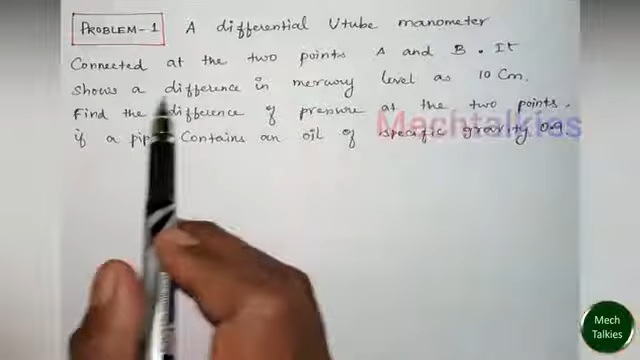 PROBLEM-1 A differential Utube manometer
Connected at the two points A and B. It
shows a difference in mercury level as 10 Cm.
Find the difference of pressure at the two points.
if a pipe Contains an oil of specific gravity 0.9
Mechtalkies
Mech
Talkies